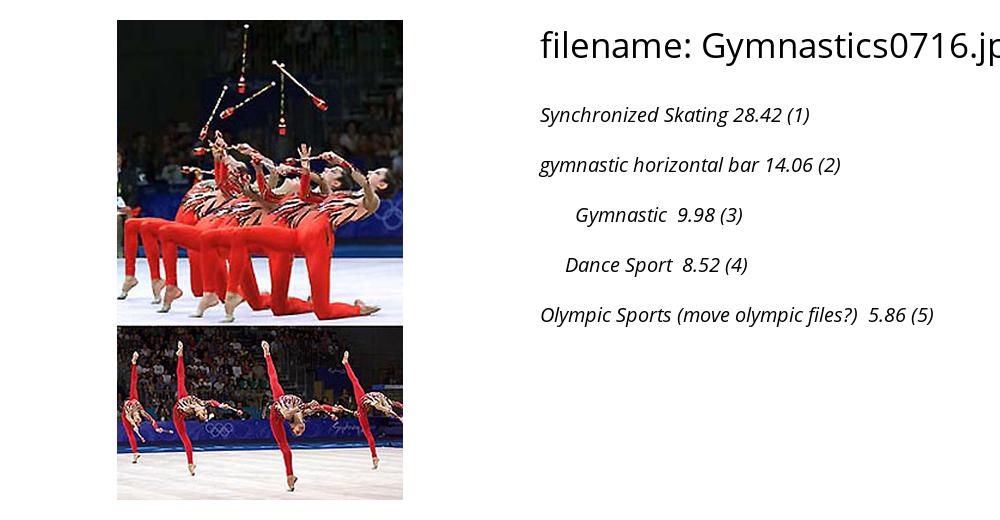 filename: Gymnastics0716.jp
Synchronized Skating 28.42 (1)
gymnastic horizontal bar 14.06 (2)
Gymnastic 9.98 (3)
Dance Sport 8.52 (4)
Olympic Sports (move olympic files?) 5.86 (5)
Sydney